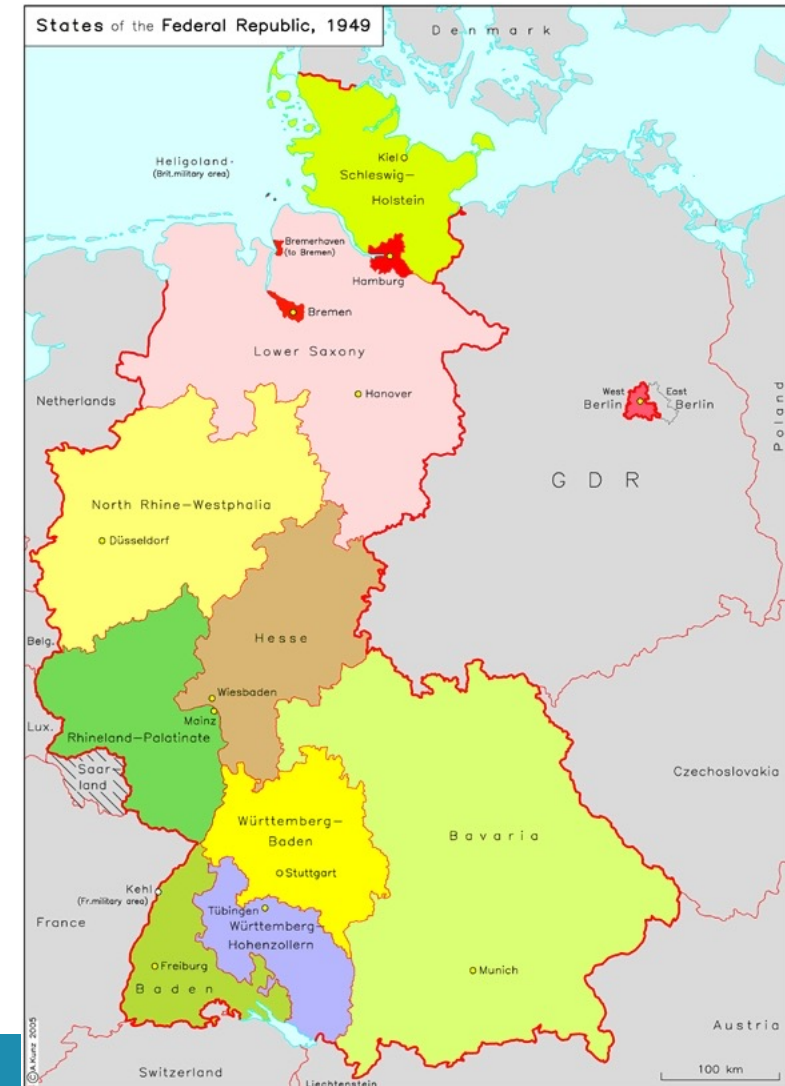 States of the Federal Republic, 1949
Denmark
Heligoland-
(Brit.military area)
Kiel
Schleswig-
Holstein
Bremerhaven
(to Bremen)
Hamburg
Bremen
Lower Saxony
Hanover
Netherlands
West
Berlin
East
Berlin
Poland
GDR
North Rhine-Westphalia
Düsseldorf
Belg.
Hesse
Wiesbaden
Mainz
Lux.
Rhineland-Palatinate
Saar-
land
Czechoslovakia
Württemberg-
Baden
Stuttgart
Bavaria
Kehl
(Fr.military area)
France
Tübingen
Württemberg-
Hohenzollern
Freiburg
Baden
Munich
Austria
Switzerland
Liechtenstein
100 km
©A.Kunz 2005